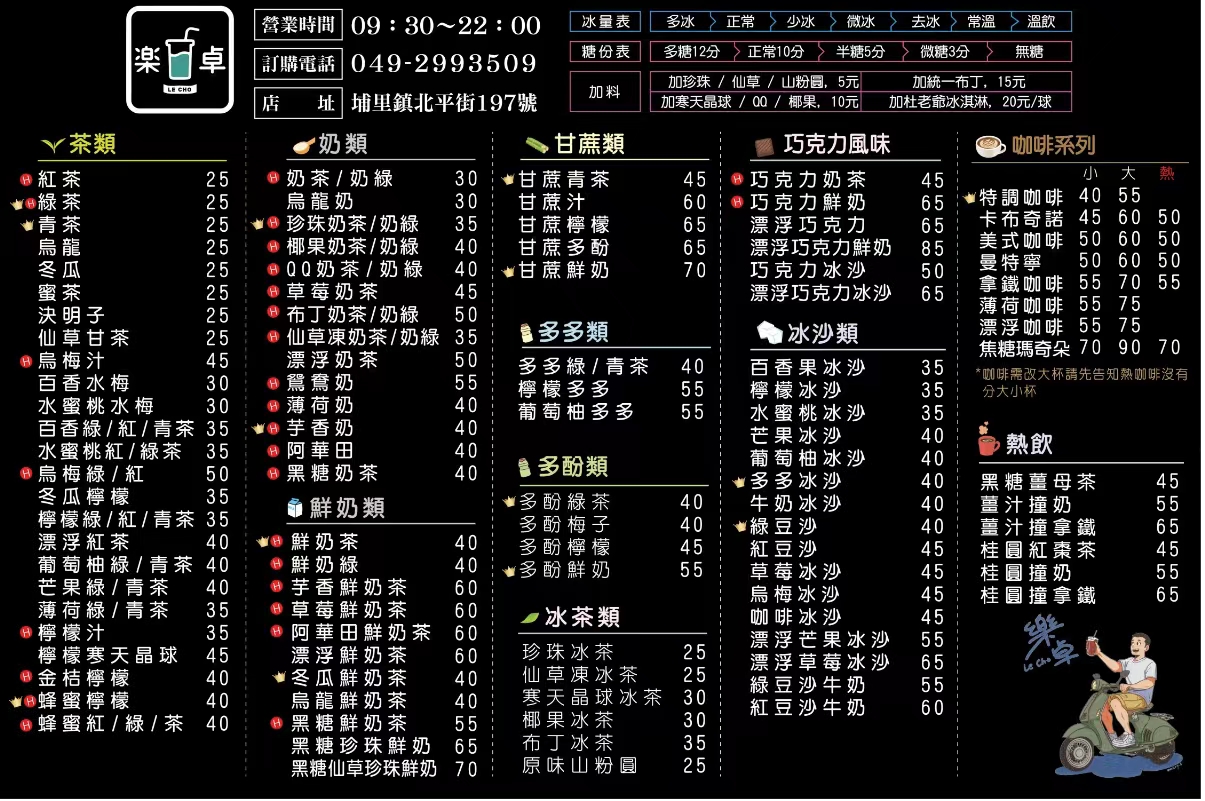 楽卓
LE CHO
營業時間 09：30～22：00
訂購電話 049-2993509
店 址 埔里鎮北平街197號
冰量表 多冰 正常 少冰 微冰 去冰 常溫 溫飲
糖份表 多糖12分 正常10分 半糖5分 微糖3分 無糖
加料
加珍珠 / 仙草 / 山粉圓, 5元 加統一布丁, 15元
加寒天晶球 / QQ / 椰果, 10元 加杜老爺冰淇淋, 20元/球
茶類
H 紅茶 25
H 綠茶 25
青茶 25
烏龍 25
冬瓜 25
蜜茶 25
決明子 25
仙草甘茶 25
H 烏梅汁 45
百香水梅 30
水蜜桃水梅 30
百香綠/紅/青茶 35
水蜜桃紅/綠茶 35
H 烏梅綠/紅 50
冬瓜檸檬 35
檸檬綠/紅/青茶 35
漂浮紅茶 40
葡萄柚綠/青茶 40
芒果綠/青茶 40
薄荷綠/青茶 35
H 檸檬汁 35
檸檬寒天晶球 45
H 金桔檸檬 40
H 蜂蜜檸檬 40
H 蜂蜜紅/綠/茶 40
奶類
H 奶茶/奶綠 30
烏龍奶 30
H 珍珠奶茶/奶綠 35
H 椰果奶茶/奶綠 40
H QQ奶茶/奶綠 40
H 草莓奶茶 45
H 布丁奶茶/奶綠 50
H 仙草凍奶茶/奶綠 35
漂浮奶茶 50
H 鴛鴦奶 55
H 薄荷奶 40
H 芋香奶 40
H 阿華田 40
H 黑糖奶茶 40
鮮奶類
H 鮮奶茶 40
H 鮮奶綠 40
H 芋香鮮奶茶 60
H 草莓鮮奶茶 60
H 阿華田鮮奶茶 60
漂浮鮮奶茶 60
冬瓜鮮奶茶 40
烏龍鮮奶茶 40
H 黑糖鮮奶茶 55
黑糖珍珠鮮奶 65
黑糖仙草珍珠鮮奶 70
甘蔗類
甘蔗青茶 45
甘蔗汁 60
甘蔗檸檬 65
甘蔗多酚 65
甘蔗鮮奶 70
多多類
多多綠/青茶 40
檸檬多多 55
葡萄柚多多 55
多酚類
多酚綠茶 40
多酚梅子 40
多酚檸檬 45
多酚鮮奶 55
冰茶類
珍珠冰茶 25
仙草凍冰茶 25
寒天晶球冰茶 30
椰果冰茶 30
布丁冰茶 35
原味山粉圓 25
巧克力風味
H 巧克力奶茶 45
H 巧克力鮮奶 65
漂浮巧克力 65
漂浮巧克力鮮奶 85
巧克力冰沙 50
漂浮巧克力冰沙 65
冰沙類
百香果冰沙 35
檸檬冰沙 35
水蜜桃冰沙 35
芒果冰沙 40
葡萄柚冰沙 40
多多冰沙 40
牛奶冰沙 40
綠豆沙 40
紅豆沙 45
草莓冰沙 45
烏梅冰沙 45
咖啡冰沙 45
漂浮芒果冰沙 55
漂浮草莓冰沙 65
綠豆沙牛奶 55
紅豆沙牛奶 60
咖啡系列
小 大 熱
特調咖啡 40 55
卡布奇諾 45 60 50
美式咖啡 50 60 50
曼特寧 50 60 50
拿鐵咖啡 55 70 55
薄荷咖啡 55 75
漂浮咖啡 55 75
焦糖瑪奇朵 70 90 70
*咖啡需改大杯請先告知熱咖啡沒有
分大小杯
熱飲
黑糖薑母茶 45
薑汁撞奶 55
薑汁撞拿鐵 65
桂圓紅棗茶 45
桂圓撞奶 55
桂圓撞拿鐵 65
樂卓
Le Cho